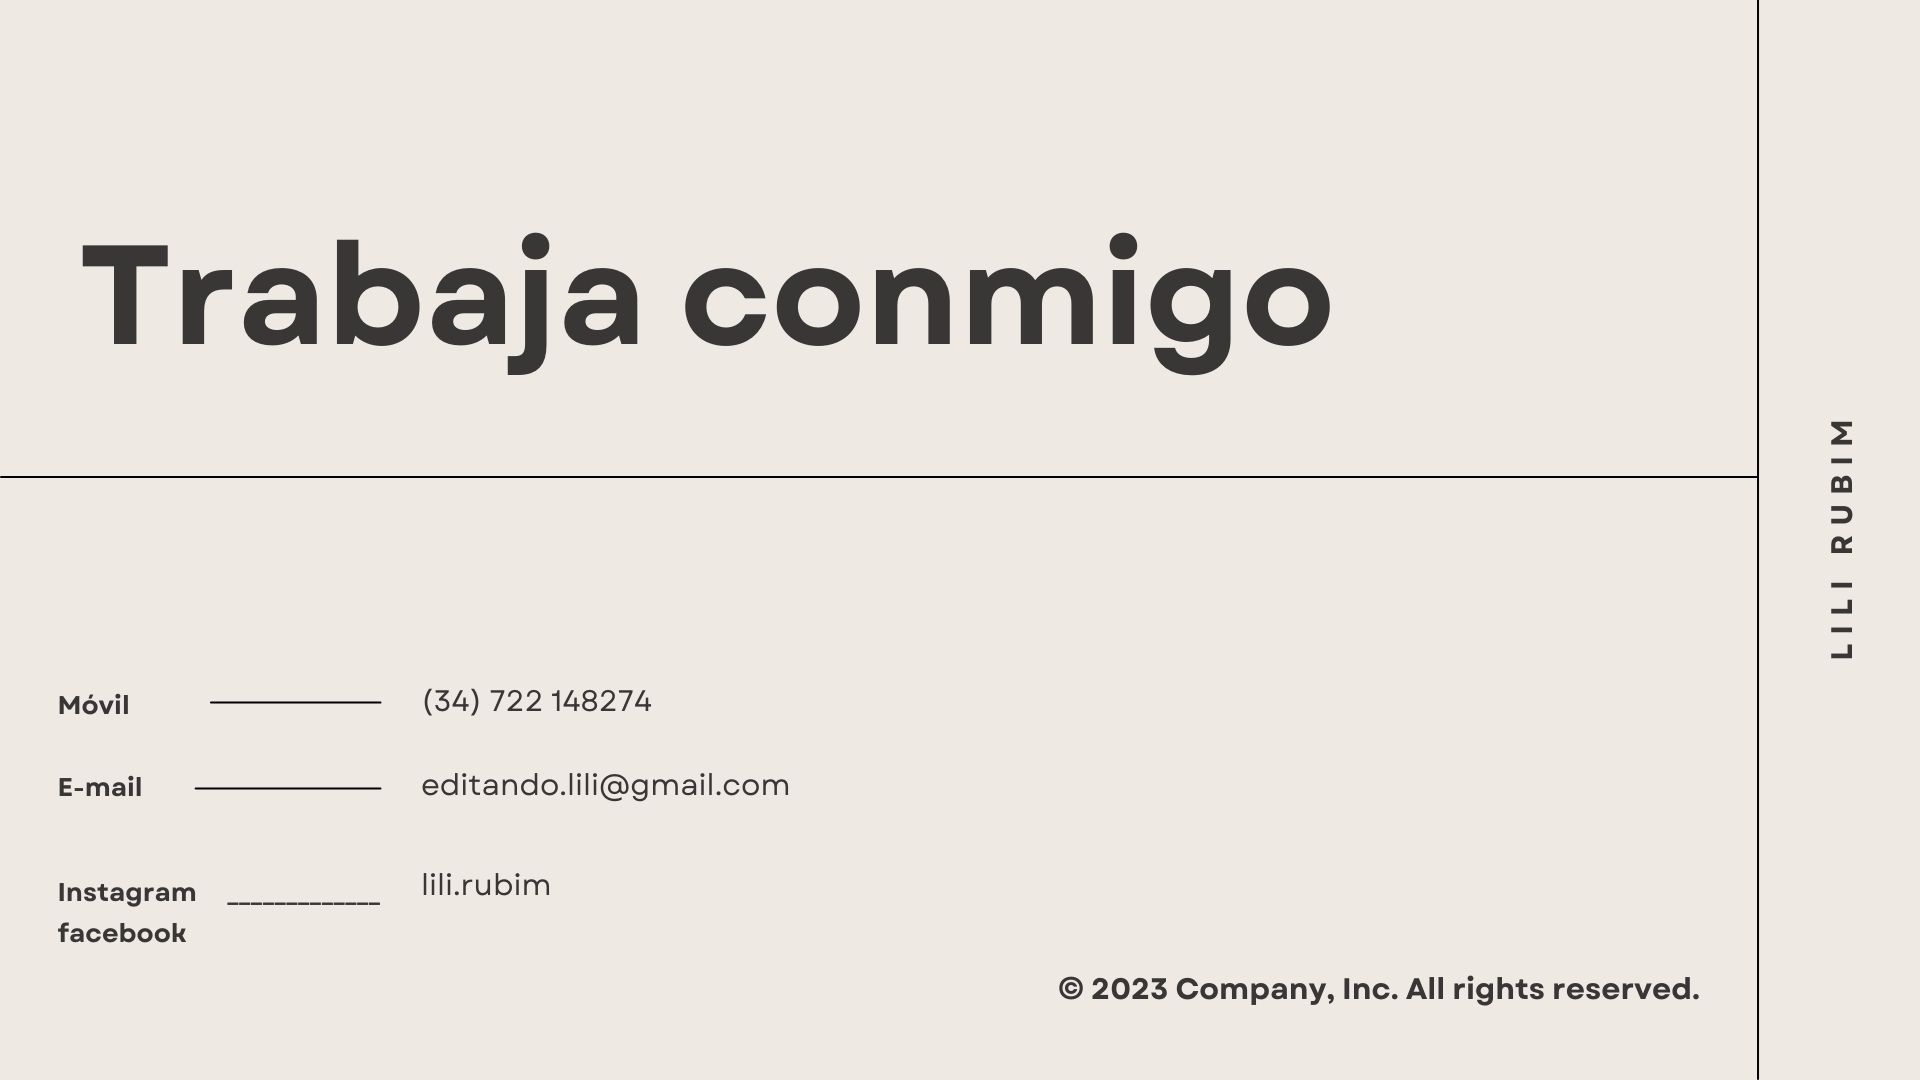 Trabaja conmigo
LILI RUBIM
Móvil (34) 722 148274
E-mail editando.lili@gmail.com
Instagram _____________ lili.rubim
facebook
© 2023 Company, Inc. All rights reserved.